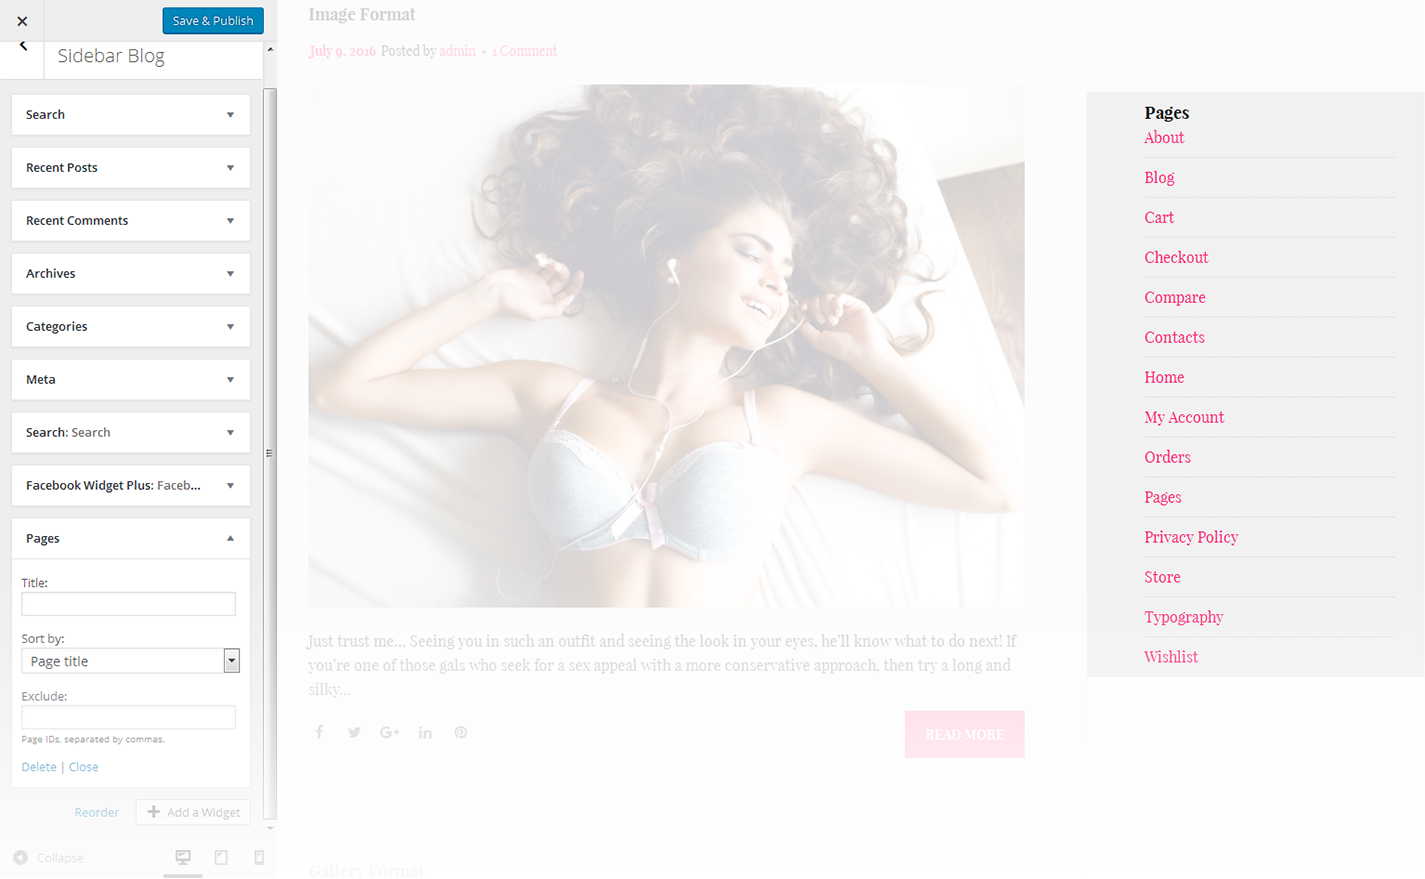 Save & Publish
Sidebar Blog
Search
Recent Posts
Recent Comments
Archives
Categories
Meta
Search: Search
Facebook Widget Plus: Faceb...
Pages
Title:
Sort by:
Page title
Exclude:
Page IDs, separated by commas.
Delete | Close
Reorder
Add a Widget
Collapse
Image Format
July 9, 2016 Posted by admin • 1 Comment
Just trust me... Seeing you in such an outfit and seeing the look in your eyes, he'll know what to do next! If
you're one of those gals who seek for a sex appeal with a more conservative approach, then try a long and
silky...
READ MORE
Gallery Format
Pages
About
Blog
Cart
Checkout
Compare
Contacts
Home
My Account
Orders
Pages
Privacy Policy
Store
Typography
Wishlist